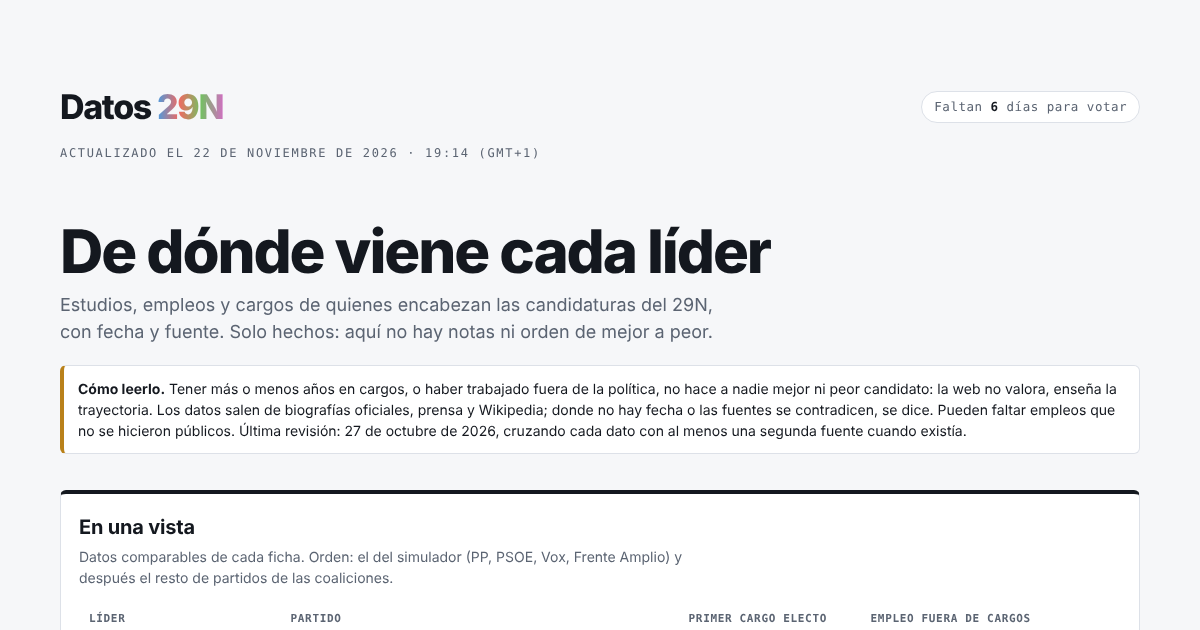 Datos 29N
Faltan 6 días para votar
ACTUALIZADO EL 22 DE NOVIEMBRE DE 2026 · 19:14 (GMT+1)
De dónde viene cada líder
Estudios, empleos y cargos de quienes encabezan las candidaturas del 29N,
con fecha y fuente. Solo hechos: aquí no hay notas ni orden de mejor a peor.
Cómo leerlo. Tener más o menos años en cargos, o haber trabajado fuera de la política, no hace a nadie mejor ni peor candidato: la web no valora, enseña la
trayectoria. Los datos salen de biografías oficiales, prensa y Wikipedia; donde no hay fecha o las fuentes se contradicen, se dice. Pueden faltar empleos que
no se hicieron públicos. Última revisión: 27 de octubre de 2026, cruzando cada dato con al menos una segunda fuente cuando existía.
En una vista
Datos comparables de cada ficha. Orden: el del simulador (PP, PSOE, Vox, Frente Amplio) y
después el resto de partidos de las coaliciones.
LÍDER PARTIDO PRIMER CARGO ELECTO EMPLEO FUERA DE CARGOS